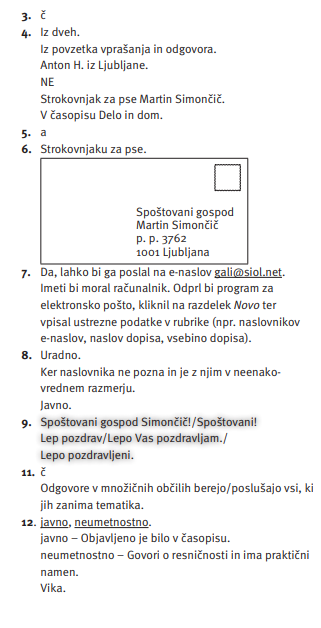 3. č
4. Iz dveh.
Iz povzetka vprašanja in odgovora.
Anton H. iz Ljubljane.
NE
Strokovnjak za pse Martin Simončič.
V časopisu Delo in dom.
5. a
6. Strokovnjaku za pse.
Spoštovani gospod
Martin Simončič
p. p. 3762
1001 Ljubljana
7. Da, lahko bi ga poslal na e-naslov gali@siol.net.
Imeti bi moral računalnik. Odprl bi program za
elektronsko pošto, kliknil na razdelek Novo ter
vpisal ustrezne podatke v rubrike (npr. naslovnikov
e-naslov, naslov dopisa, vsebino dopisa).
8. Uradno.
Ker naslovnika ne pozna in je z njim v neenako-
vrednem razmerju.
Javno.
9. Spoštovani gospod Simončič!/Spoštovani!
Lep pozdrav/Lepo Vas pozdravljam./
Lepo pozdravljeni.
11. č
Odgovore v množičnih občilih berejo/poslušajo vsi, ki
jih zanima tematika.
12. javno, neumetnostno.
javno – Objavljeno je bilo v časopisu.
neumetnostno – Govori o resničnosti in ima praktični
namen.
Vika.